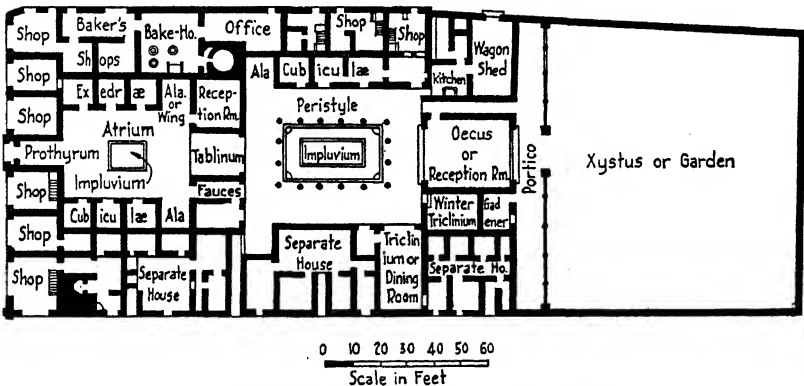 Shop
Baker's
Bake-Ho.
Office
Shop
Shop
Wagon
Shed
Shop
Sh ops
Kitchen
Ala
Cub icu læ
Shop
Ex edr æ
Ala.
or
Wing
Recep-
tion Rm.
Peristyle
Atrium
Prothyrum
Tablinum
Impluvium
Oecus
or
Reception Rm.
Portico
Xystus or Garden
Impluvium
Fauces
Shop
Cub icu læ
Ala
Winter
Triclinium
Gad
ener
Shop
Separate
House
Triclin
ium or
Dining
Room
Separate Ho.
Shop
Separate
House
0 10 20 30 40 50 60
Scale in Feet